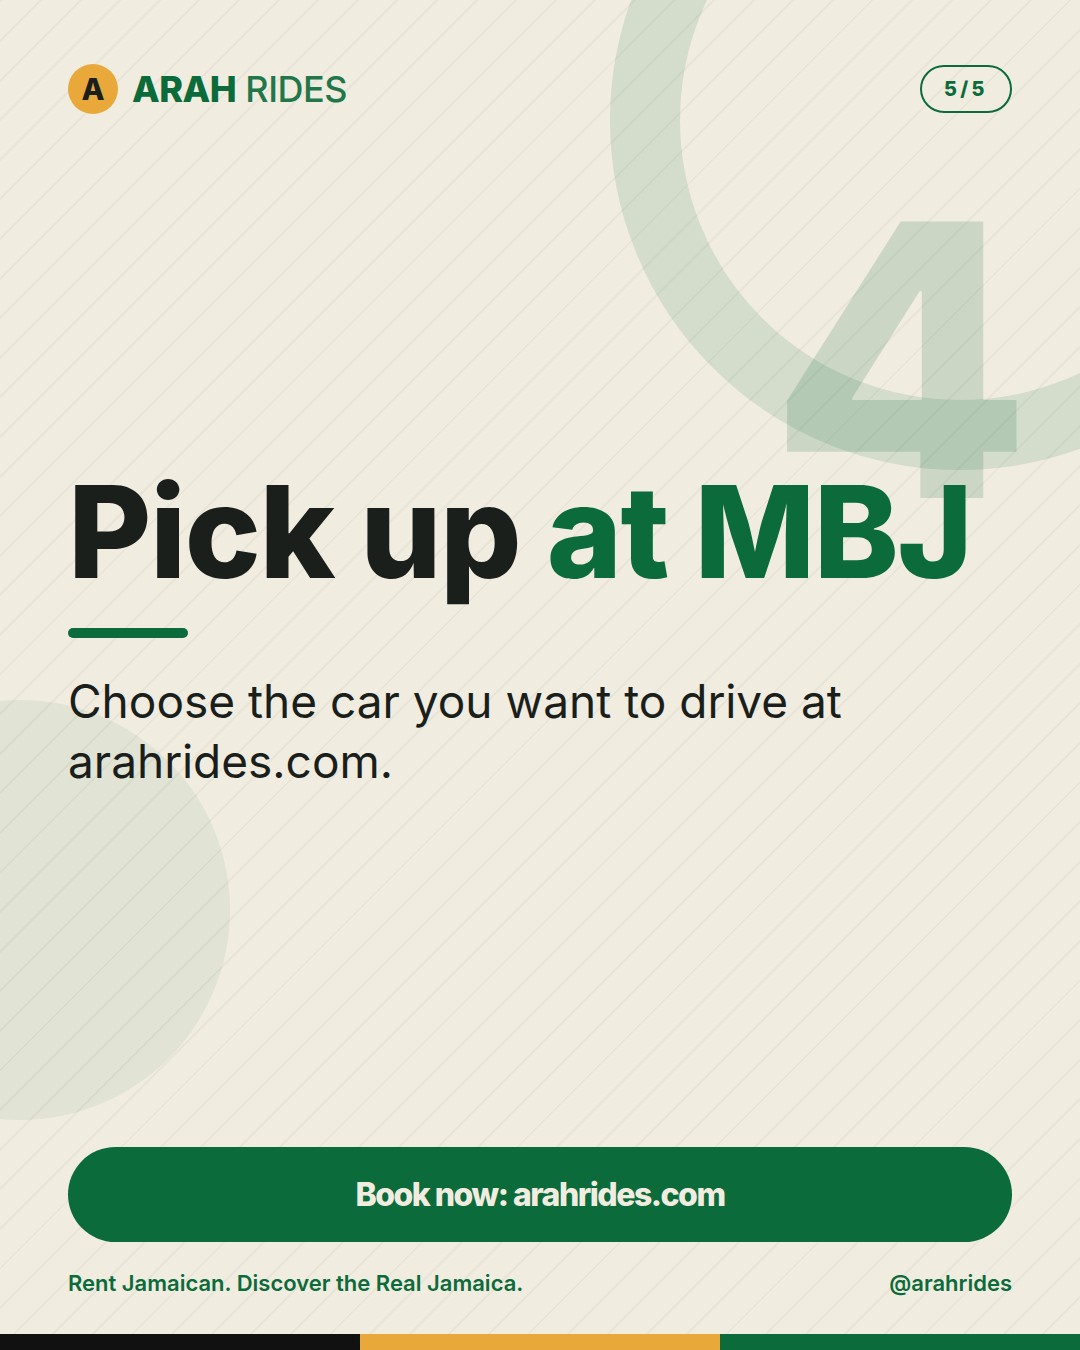 A ARAH RIDES
5/5
4
Pick up at MBJ
Choose the car you want to drive at
arahrides.com.
Book now: arahrides.com
Rent Jamaican. Discover the Real Jamaica.
@arahrides